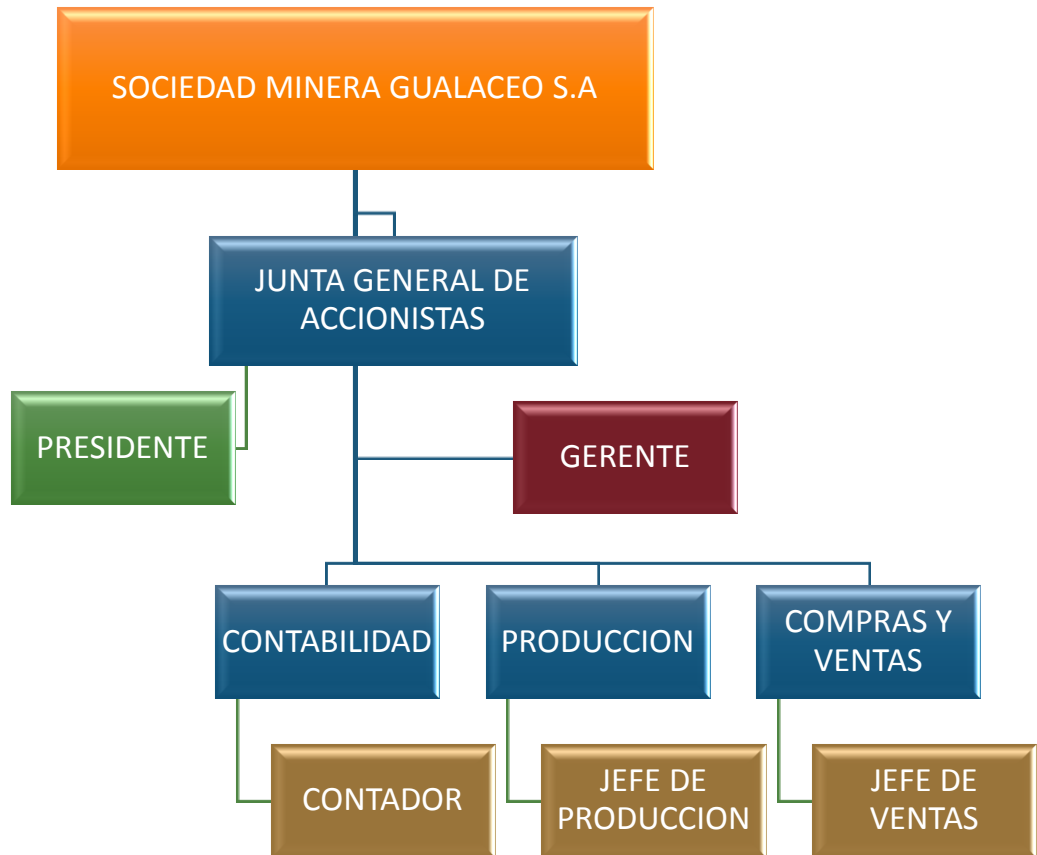 SOCIEDAD MINERA GUALACEO S.A
JUNTA GENERAL DE
ACCIONISTAS
PRESIDENTE
GERENTE
CONTABILIDAD
PRODUCCION
COMPRAS Y
VENTAS
CONTADOR
JEFE DE
PRODUCCION
JEFE DE
VENTAS